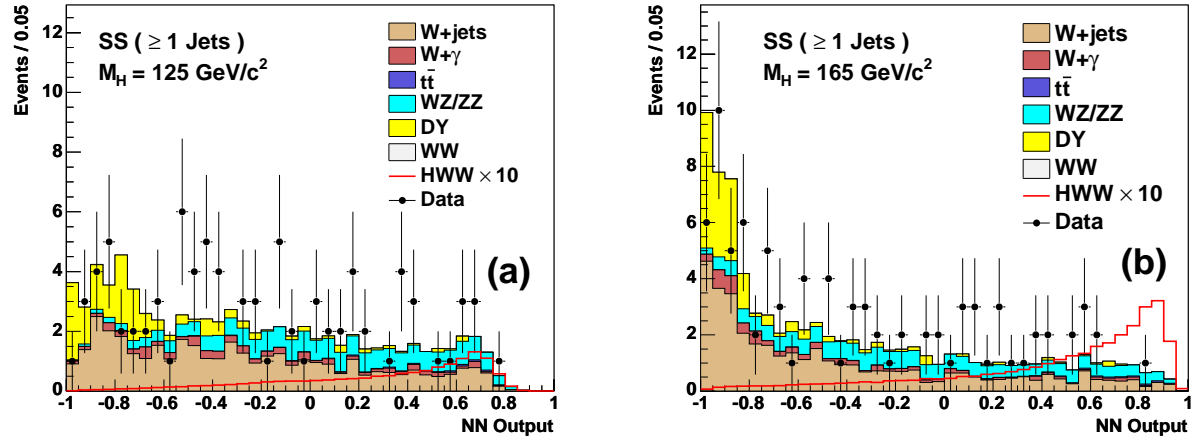 Events / 0.05
12
10
8
6
4
2
0
SS ( ≥ 1 Jets )
M_H = 125 GeV/c²
W+jets
W+γ
tt̄
WZ/ZZ
DY
WW
HWW × 10
Data
(a)
-1 -0.8 -0.6 -0.4 -0.2 0 0.2 0.4 0.6 0.8 1
NN Output
Events / 0.05
12
10
8
6
4
2
0
SS ( ≥ 1 Jets )
M_H = 165 GeV/c²
W+jets
W+γ
tt̄
WZ/ZZ
DY
WW
HWW × 10
Data
(b)
-1 -0.8 -0.6 -0.4 -0.2 0 0.2 0.4 0.6 0.8 1
NN Output